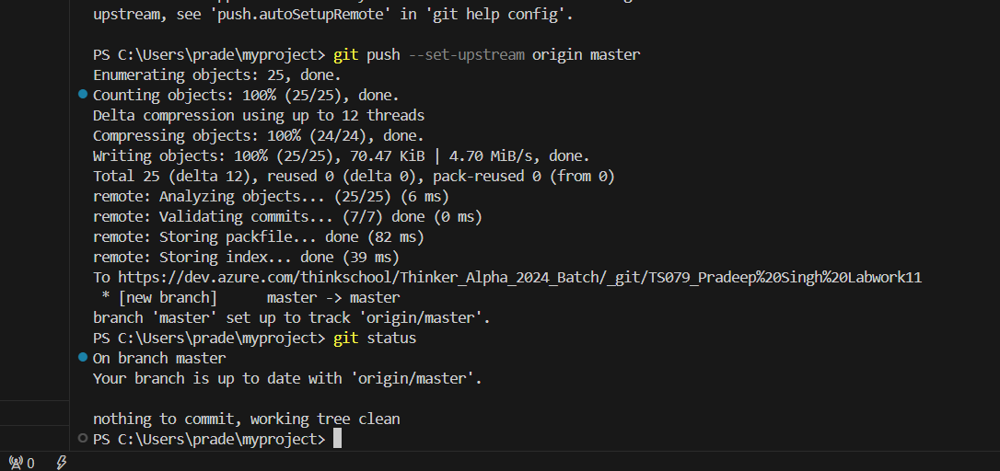 upstream, see 'push.autoSetupRemote' in 'git help config'.
PS C:\Users\prade\myproject> git push --set-upstream origin master
Enumerating objects: 25, done.
Counting objects: 100% (25/25), done.
Delta compression using up to 12 threads
Compressing objects: 100% (24/24), done.
Writing objects: 100% (25/25), 70.47 KiB | 4.70 MiB/s, done.
Total 25 (delta 12), reused 0 (delta 0), pack-reused 0 (from 0)
remote: Analyzing objects... (25/25) (6 ms)
remote: Validating commits... (7/7) done (0 ms)
remote: Storing packfile... done (82 ms)
remote: Storing index... done (39 ms)
To https://dev.azure.com/thinkschool/Thinker_Alpha_2024_Batch/_git/TS079_Pradeep%20Singh%20Labwork11
 * [new branch]      master -> master
branch 'master' set up to track 'origin/master'.
PS C:\Users\prade\myproject> git status
On branch master
Your branch is up to date with 'origin/master'.
nothing to commit, working tree clean
PS C:\Users\prade\myproject>
0